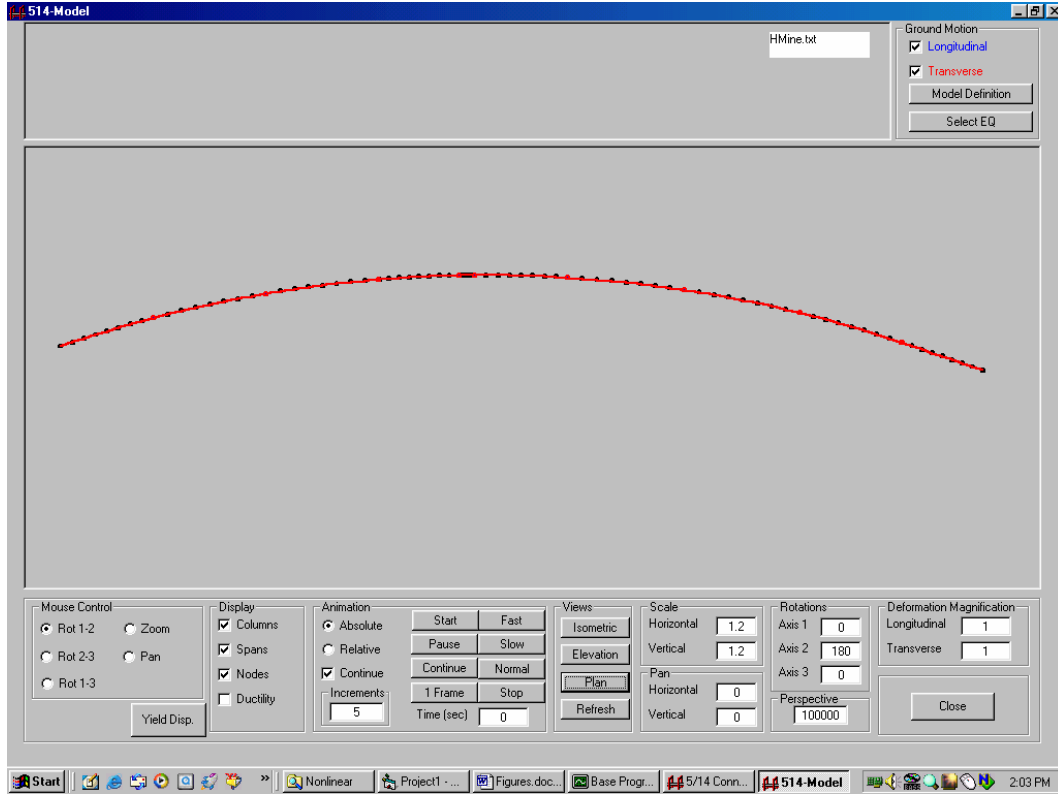 514-Model
HMine.txt
Ground Motion
Longitudinal
Transverse
Model Definition
Select EQ
Mouse Control
Rot 1-2
Zoom
Rot 2-3
Pan
Rot 1-3
Yield Disp.
Display
Columns
Spans
Nodes
Ductility
Animation
Absolute
Relative
Continue
Increments
5
Start
Fast
Pause
Slow
Continue
Normal
1 Frame
Stop
Time (sec)
0
Views
Isometric
Elevation
Plan
Refresh
Scale
Horizontal
1.2
Vertical
1.2
Pan
Horizontal
0
Vertical
0
Rotations
Axis 1
0
Axis 2
180
Axis 3
0
Perspective
100000
Deformation Magnification
Longitudinal
1
Transverse
1
Close
Start
»
Nonlinear
Project1 - ...
Figures.doc...
Base Progr...
5/14 Conn...
514-Model
2:03 PM